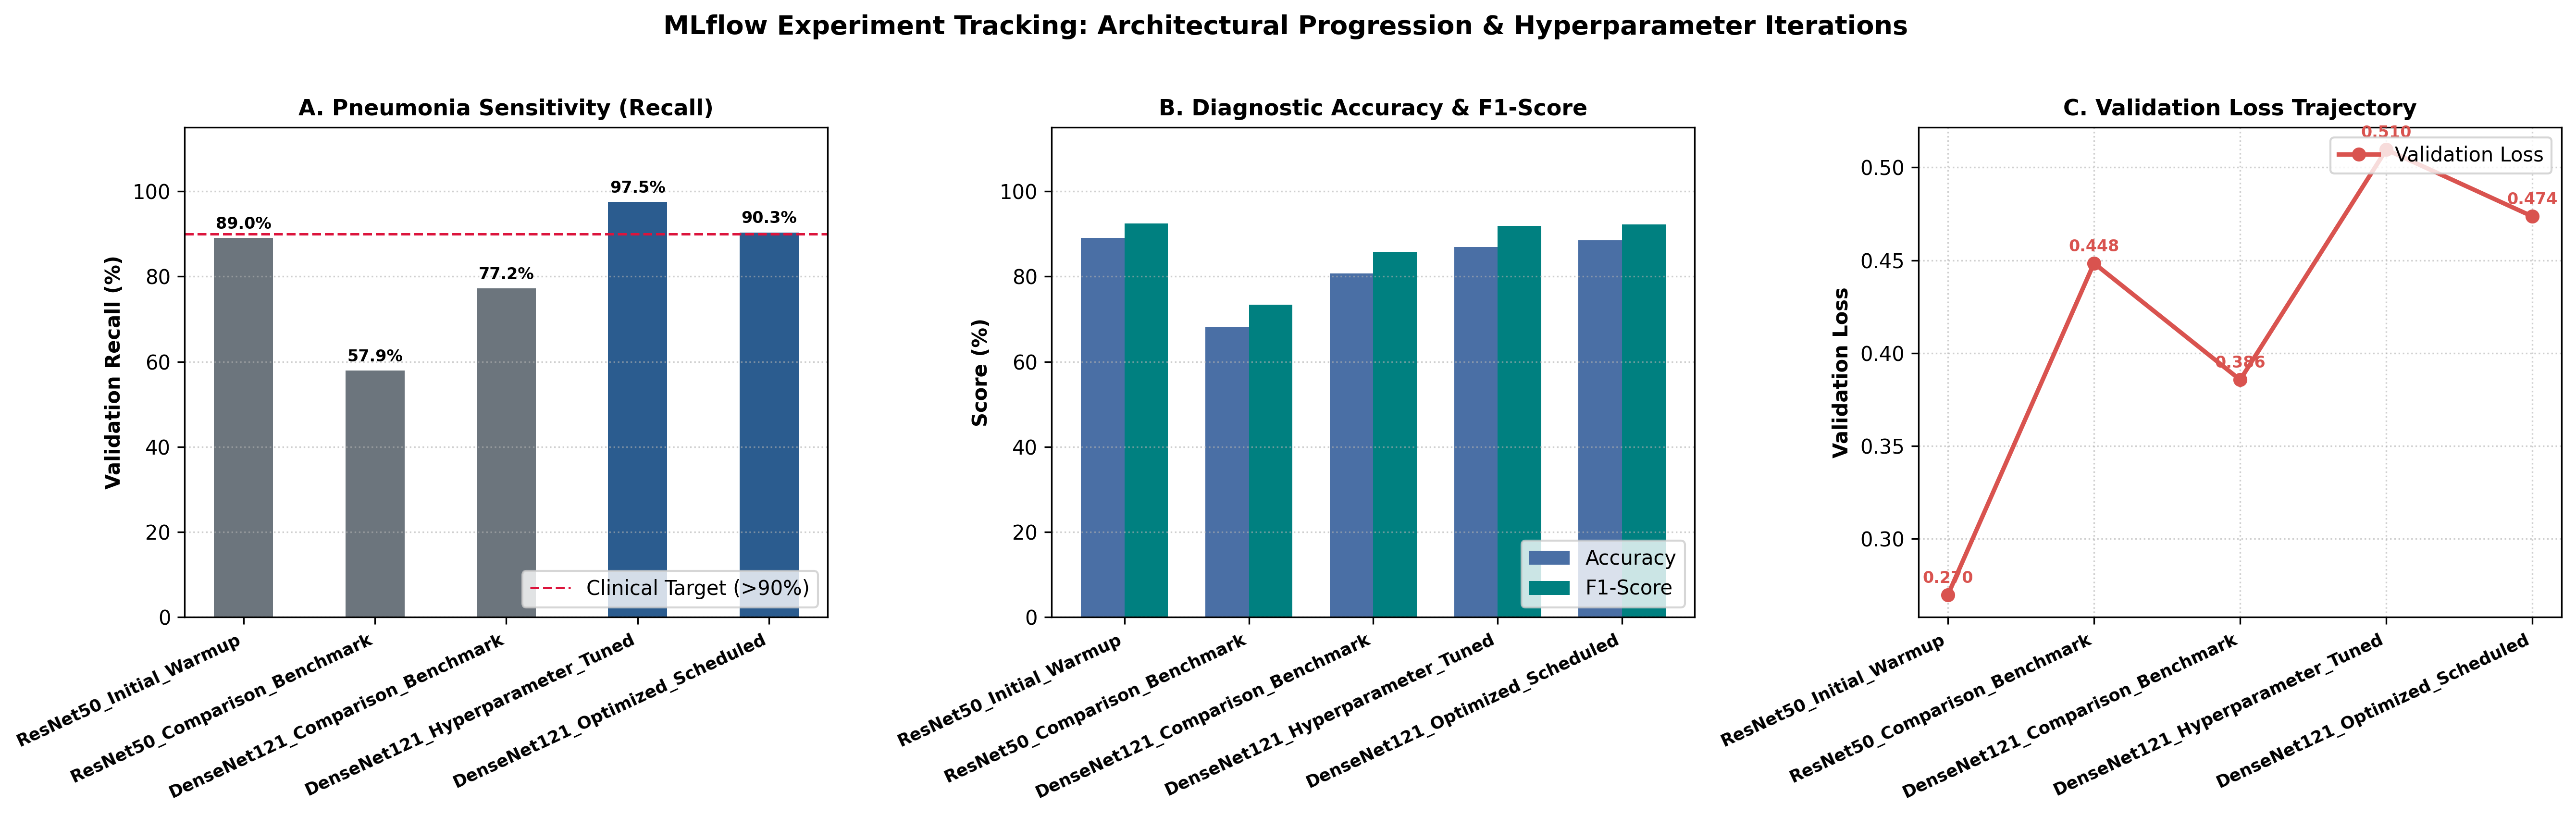 MLflow Experiment Tracking: Architectural Progression & Hyperparameter Iterations
A. Pneumonia Sensitivity (Recall)
Validation Recall (%)
100
80
60
40
20
0
89.0%
57.9%
77.2%
97.5%
90.3%
Clinical Target (>90%)
ResNet50_Initial_Warmup
ResNet50_Comparison_Benchmark
DenseNet121_Comparison_Benchmark
DenseNet121_Hyperparameter_Tuned
DenseNet121_Optimized_Scheduled
B. Diagnostic Accuracy & F1-Score
Score (%)
100
80
60
40
20
0
Accuracy
F1-Score
ResNet50_Initial_Warmup
ResNet50_Comparison_Benchmark
DenseNet121_Comparison_Benchmark
DenseNet121_Hyperparameter_Tuned
DenseNet121_Optimized_Scheduled
C. Validation Loss Trajectory
Validation Loss
0.50
0.45
0.40
0.35
0.30
0.270
0.448
0.386
0.510
0.474
Validation Loss
ResNet50_Initial_Warmup
ResNet50_Comparison_Benchmark
DenseNet121_Comparison_Benchmark
DenseNet121_Hyperparameter_Tuned
DenseNet121_Optimized_Scheduled